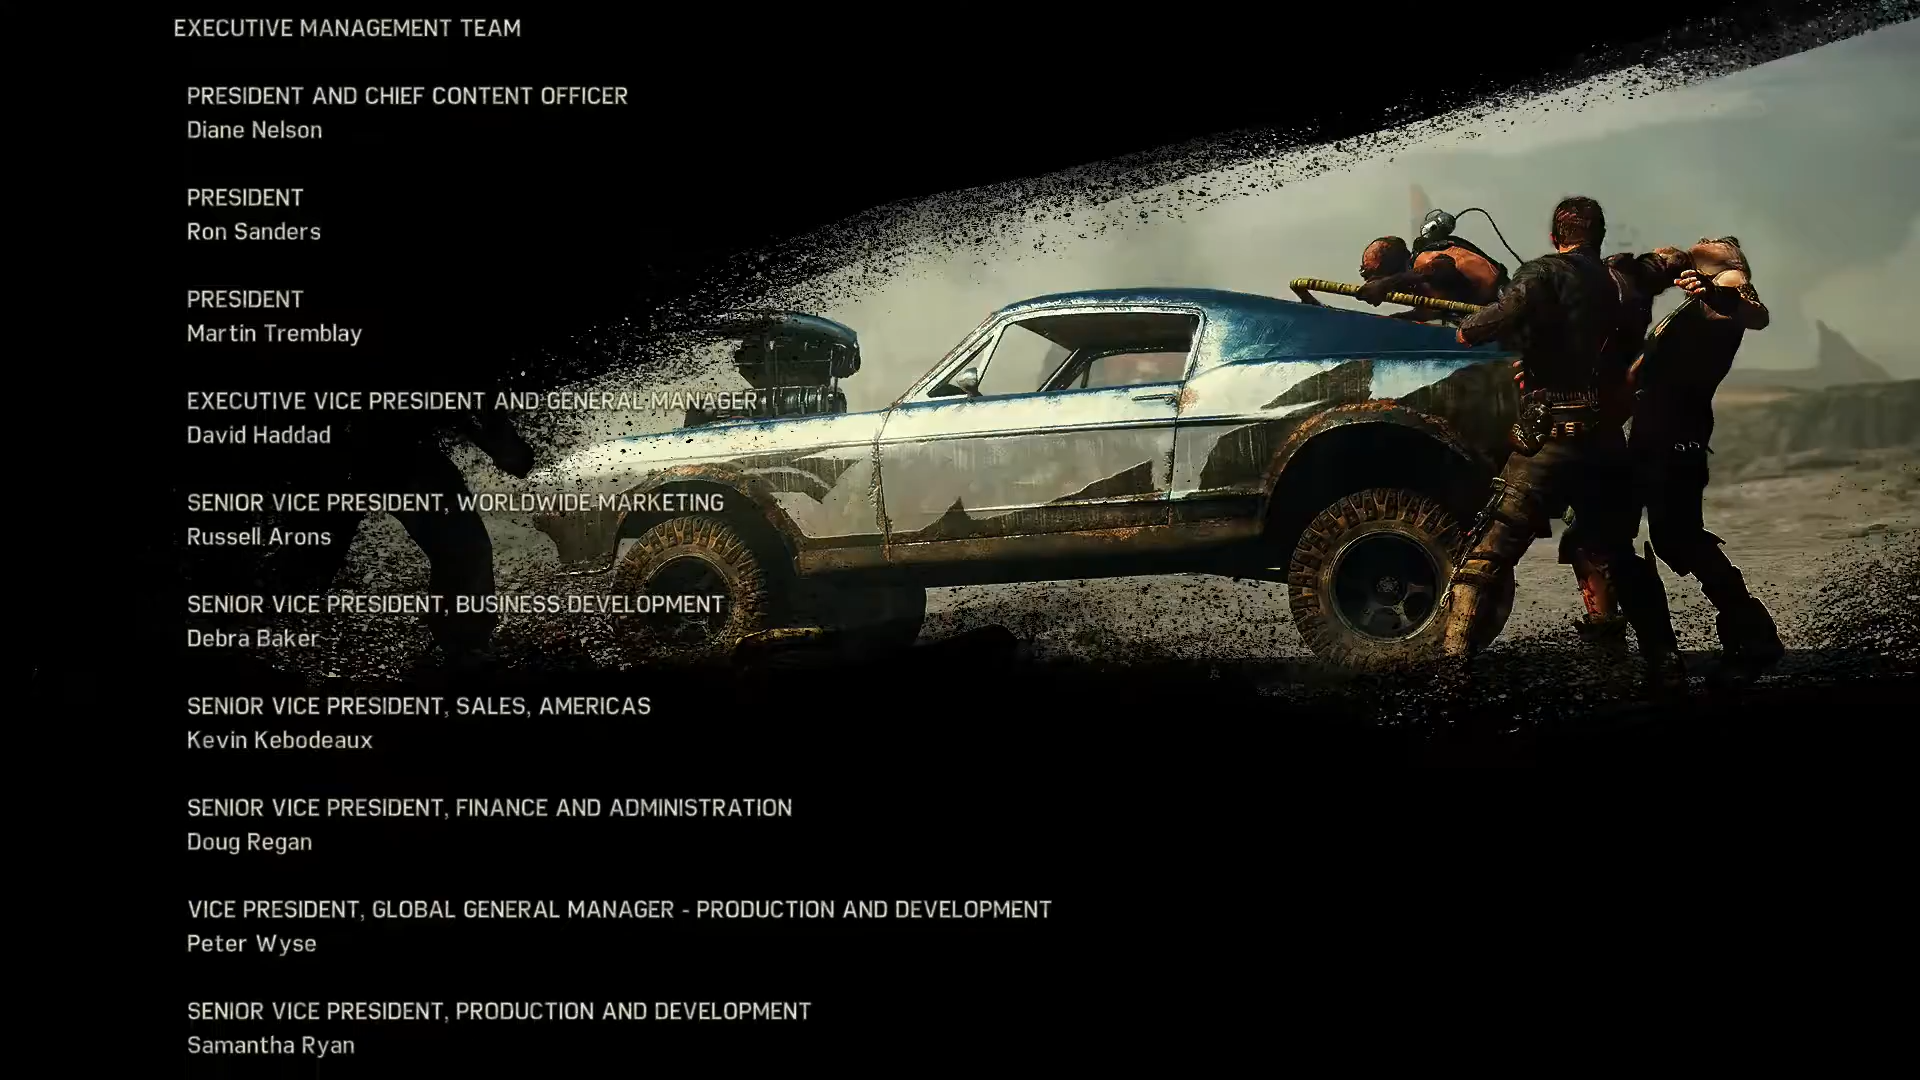 EXECUTIVE MANAGEMENT TEAM
PRESIDENT AND CHIEF CONTENT OFFICER
Diane Nelson
PRESIDENT
Ron Sanders
PRESIDENT
Martin Tremblay
EXECUTIVE VICE PRESIDENT AND GENERAL MANAGER
David Haddad
SENIOR VICE PRESIDENT, WORLDWIDE MARKETING
Russell Arons
SENIOR VICE PRESIDENT, BUSINESS DEVELOPMENT
Debra Baker
SENIOR VICE PRESIDENT, SALES, AMERICAS
Kevin Kebodeaux
SENIOR VICE PRESIDENT, FINANCE AND ADMINISTRATION
Doug Regan
VICE PRESIDENT, GLOBAL GENERAL MANAGER - PRODUCTION AND DEVELOPMENT
Peter Wyse
SENIOR VICE PRESIDENT, PRODUCTION AND DEVELOPMENT
Samantha Ryan